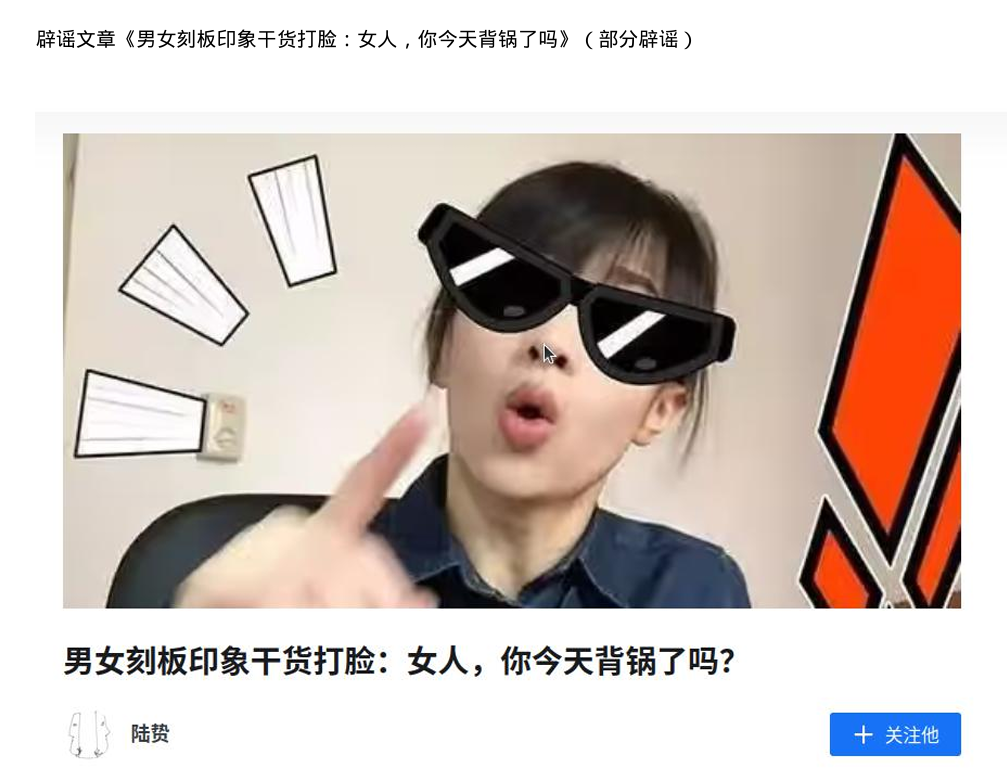 辟谣文章《男女刻板印象干货打脸：女人，你今天背锅了吗》（部分辟谣）
男女刻板印象干货打脸：女人，你今天背锅了吗？
陆贽
关注他